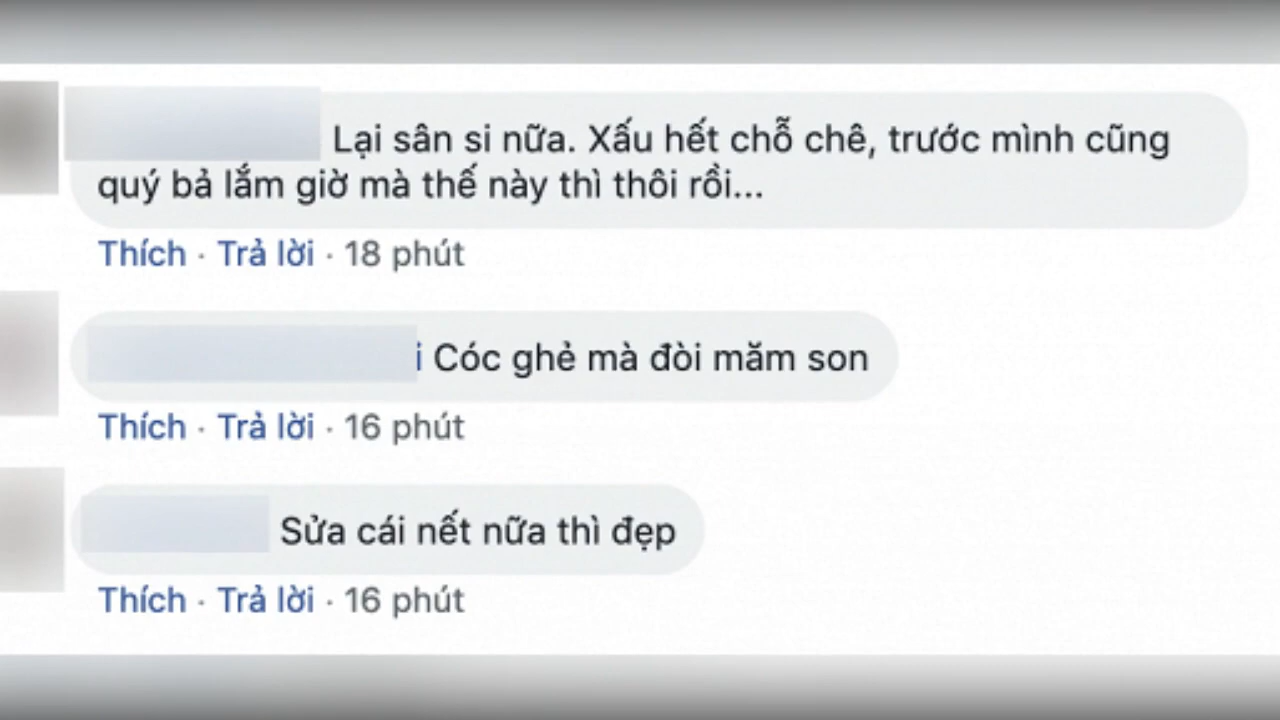 Lại sân si nữa. Xấu hết chỗ chê, trước mình cũng
quý bả lắm giờ mà thế này thì thôi rồi...
Thích · Trả lời · 18 phút
i Cóc ghẻ mà đòi măm son
Thích · Trả lời · 16 phút
Sửa cái nết nữa thì đẹp
Thích · Trả lời · 16 phút